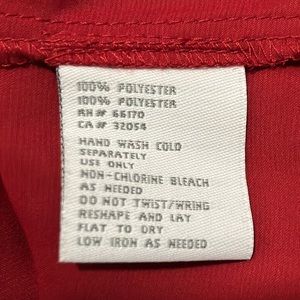 100% POLYESTER
100% POLYESTER
RN# 66170
CA# 32054
HAND WASH COLD
SEPARATELY
USE ONLY
NON-CHLORINE BLEACH
AS NEEDED
DO NOT TWIST/WRING
RESHAPE AND LAY
FLAT TO DRY
LOW IRON AS NEEDED